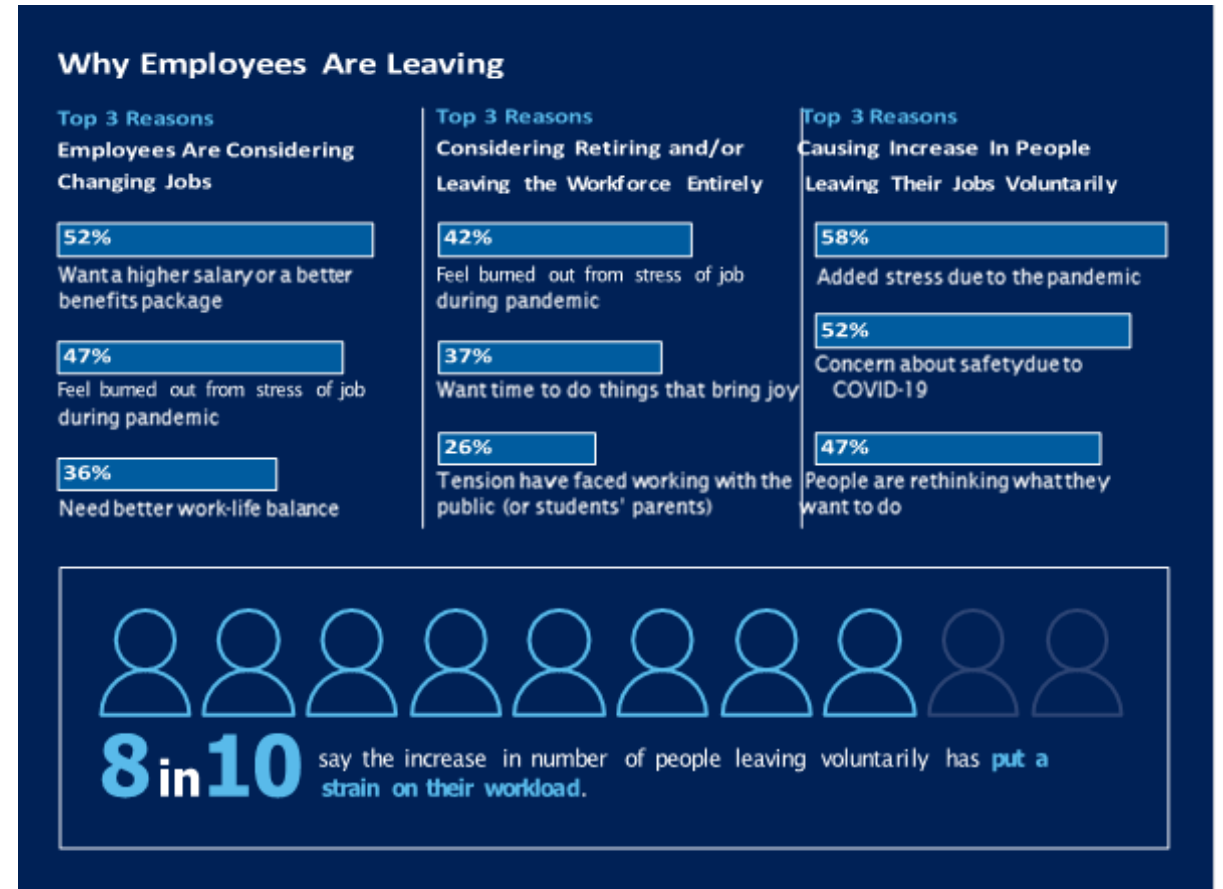 Why Employees Are Leaving
Top 3 Reasons
Employees Are Considering
Changing Jobs
52%
Want a higher salary or a better
benefits package
47%
Feel burned out from stress of job
during pandemic
36%
Need better work-life balance
Top 3 Reasons
Considering Retiring and/or
Leaving the Workforce Entirely
42%
Feel burned out from stress of job
during pandemic
37%
Want time to do things that bring joy
26%
Tension have faced working with the
public (or students' parents)
Top 3 Reasons
Causing Increase In People
Leaving Their Jobs Voluntarily
58%
Added stress due to the pandemic
52%
Concern about safety due to
COVID-19
47%
People are rethinking what they
want to do
8 in 10 say the increase in number of people leaving voluntarily has put a
strain on their workload.